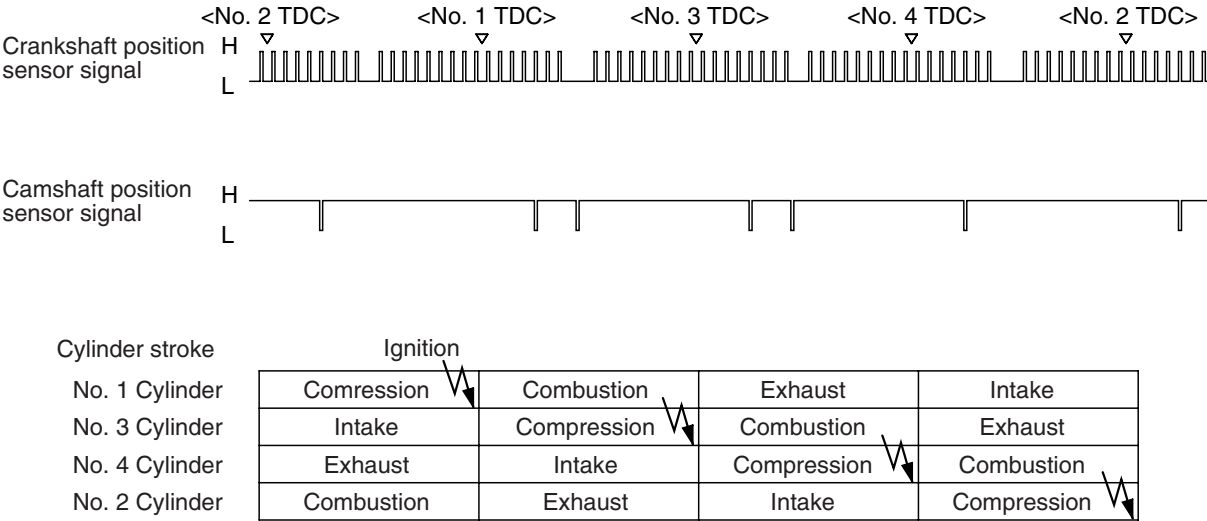 <No. 2 TDC> <No. 1 TDC> <No. 3 TDC> <No. 4 TDC> <No. 2 TDC>
Crankshaft position H
sensor signal
L
Camshaft position H
sensor signal
L
Cylinder stroke Ignition
No. 1 Cylinder Comression Combustion Exhaust Intake
No. 3 Cylinder Intake Compression Combustion Exhaust
No. 4 Cylinder Exhaust Intake Compression Combustion
No. 2 Cylinder Combustion Exhaust Intake Compression